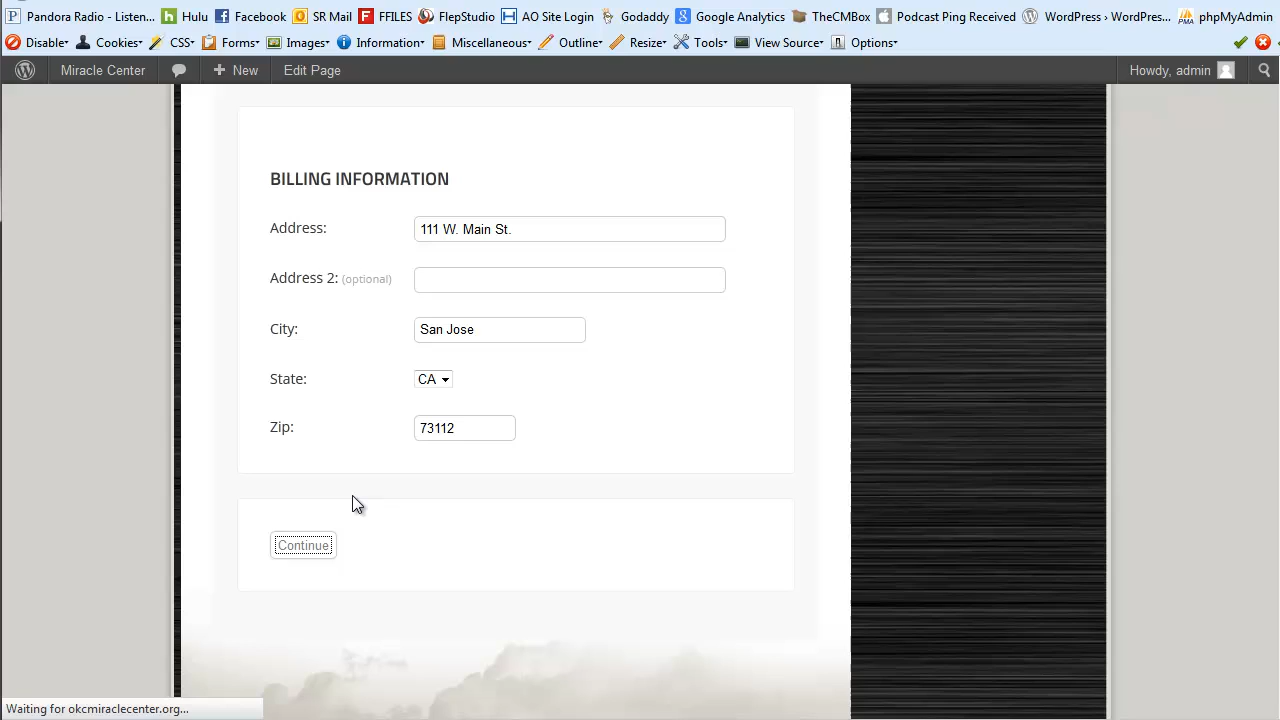 Pandora Radio - Listen... Hulu Facebook SR Mail FFILES SlepStudios AO Site Login Godaddy Google Analytics TheCMBox Podcast Ping Received WordPress › WordPr... phpMyAdmin
Disable Cookies CSS Forms Images Information Miscellaneous Outline Resize Tools View Source Options
Miracle Center New Edit Page Howdy, admin
BILLING INFORMATION
Address: 111 W. Main St.
Address 2: (optional)
City: San Jose
State: CA
Zip: 73112
Continue
Waiting for okcmiraclecenter.org...